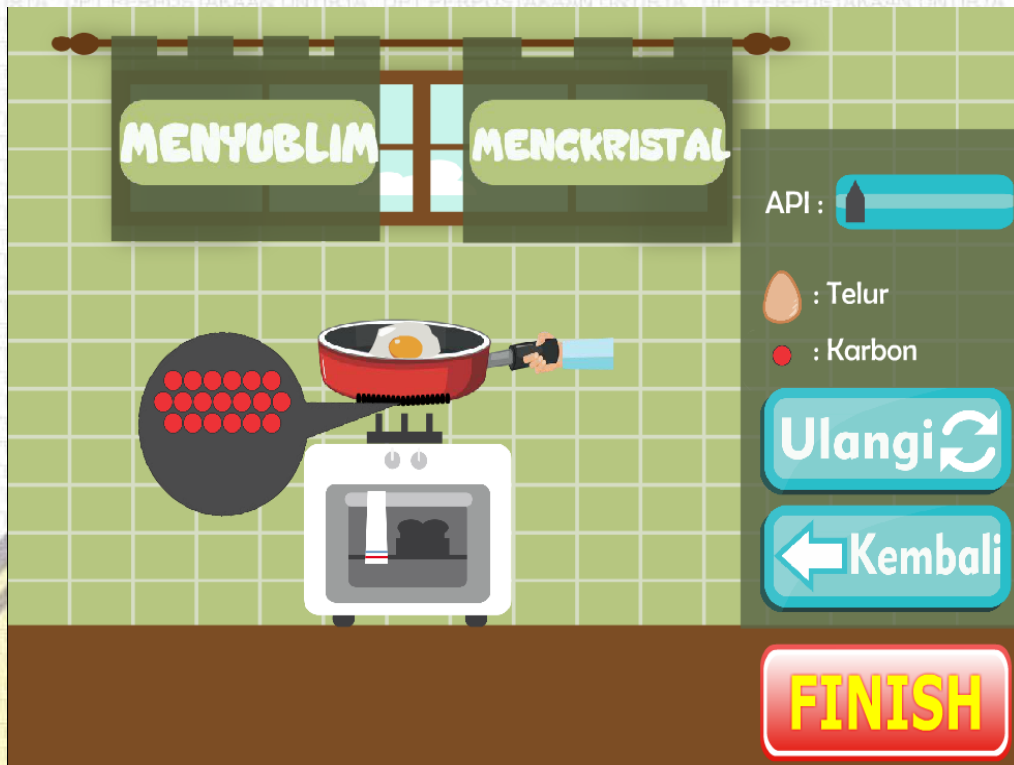 MENYUBLIM
MENGKRISTAL
API :
: Telur
: Karbon
Ulangi
Kembali
FINISH